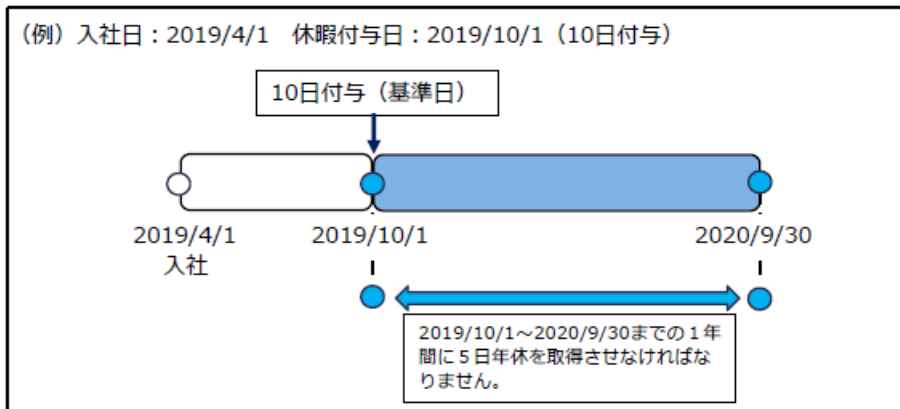 （例）入社日：2019/4/1　休暇付与日：2019/10/1（10日付与）
10日付与（基準日）
2019/4/1
入社
2019/10/1
2020/9/30
2019/10/1～2020/9/30までの１年
間に５日年休を取得させなければな
りません。